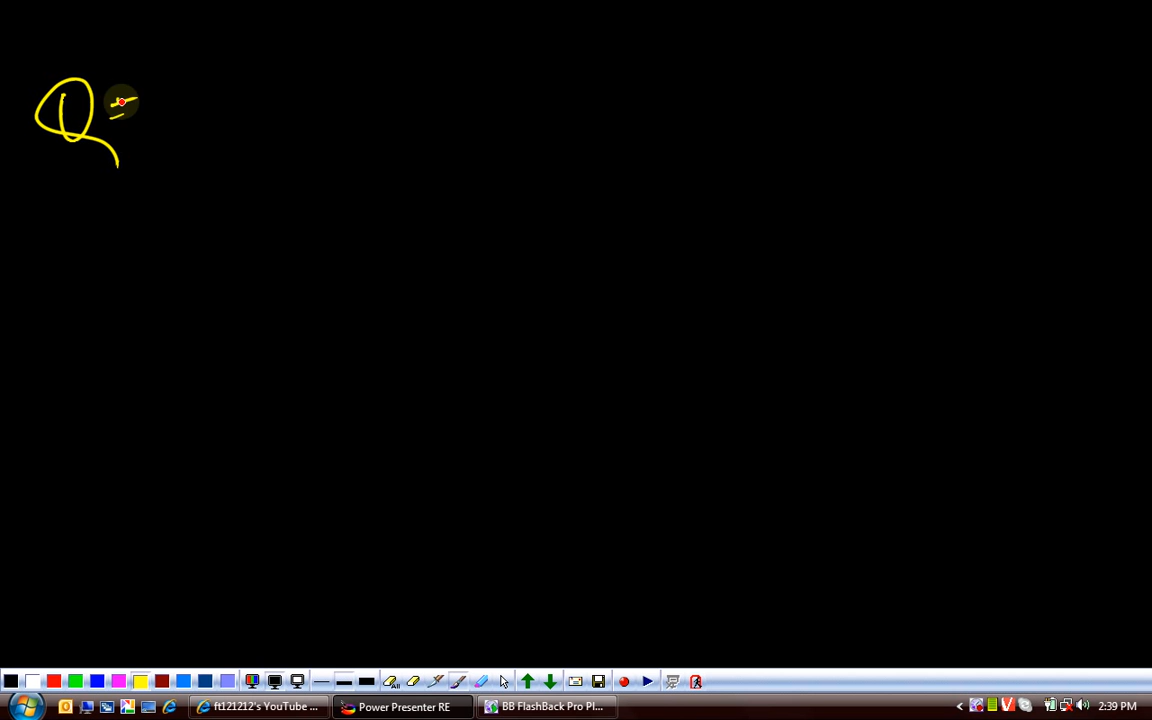 Q =
ft121212's YouTube ...
Power Presenter RE
BB FlashBack Pro Pl...
2:39 PM